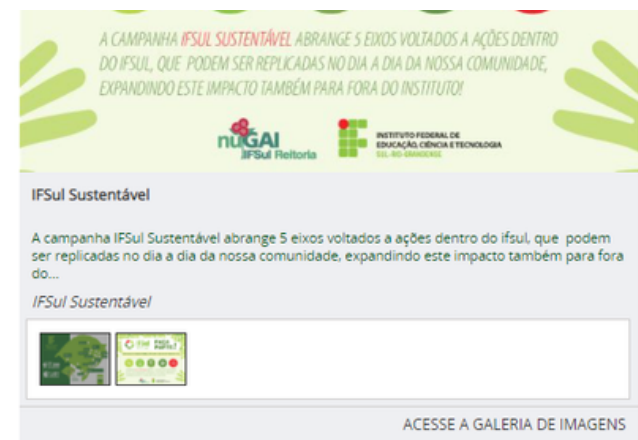 A CAMPANHA IFSUL SUSTENTÁVEL ABRANGE 5 EIXOS VOLTADOS A AÇÕES DENTRO
DO IFSUL, QUE PODEM SER REPLICADAS NO DIA A DIA DA NOSSA COMUNIDADE,
EXPANDINDO ESTE IMPACTO TAMBÉM PARA FORA DO INSTITUTO!
nuGAI
IFSul Reitoria
INSTITUTO FEDERAL DE
EDUCAÇÃO, CIÊNCIA E TECNOLOGIA
SUL-RIO-GRANDENSE
IFSul Sustentável
A campanha IFSul Sustentável abrange 5 eixos voltados a ações dentro do ifsul, que podem
ser replicadas no dia a dia da nossa comunidade, expandindo este impacto também para fora
do...
IFSul Sustentável
FAÇA
PARTE!
ACESSE A GALERIA DE IMAGENS